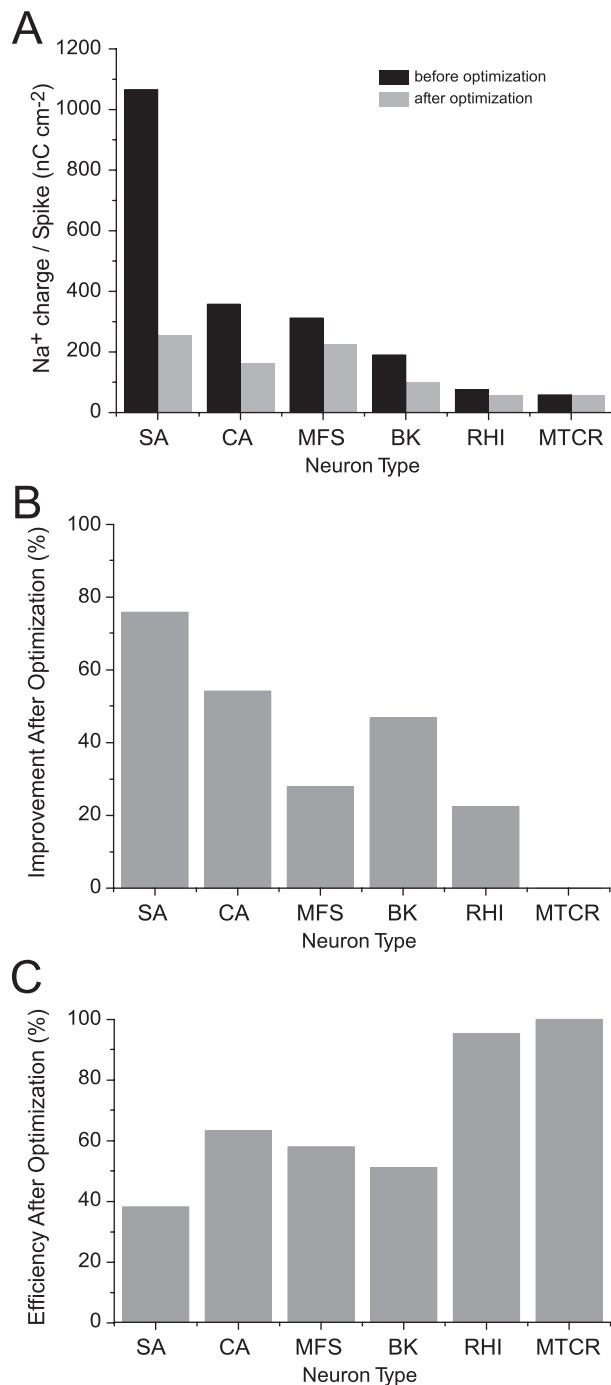 A
Na+ charge / Spike (nC cm-2)
1200
1000
800
600
400
200
0
before optimization
after optimization
SA CA MFS BK RHI MTCR
Neuron Type
B
Improvement After Optimization (%)
100
80
60
40
20
0
SA CA MFS BK RHI MTCR
Neuron Type
C
Efficiency After Optimization (%)
100
80
60
40
20
0
SA CA MFS BK RHI MTCR
Neuron Type